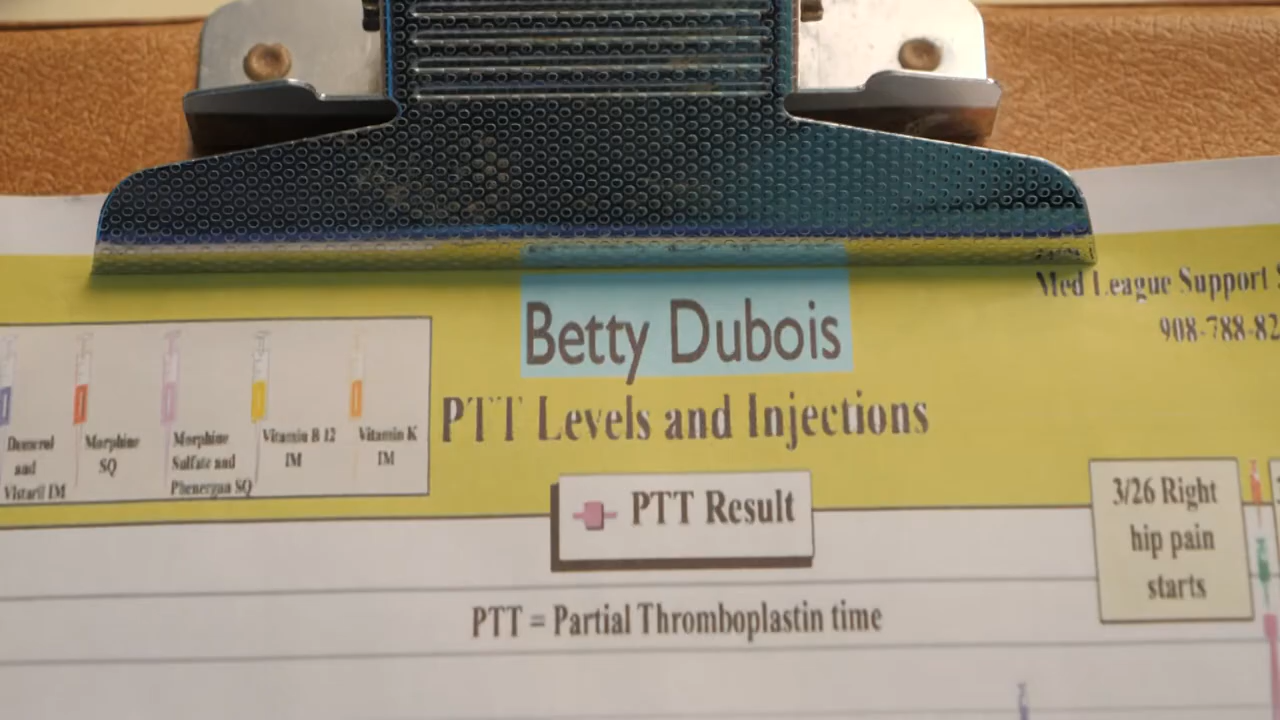 Med League Support
908-788-82
Betty Dubois
PTT Levels and Injections
Demerol
and
Vistaril IM
Morphine
SQ
Morphine
Sulfate and
Phenergan SQ
Vitamin B 12
IM
Vitamin K
IM
PTT Result
3/26 Right
hip pain
starts
PTT = Partial Thromboplastin time